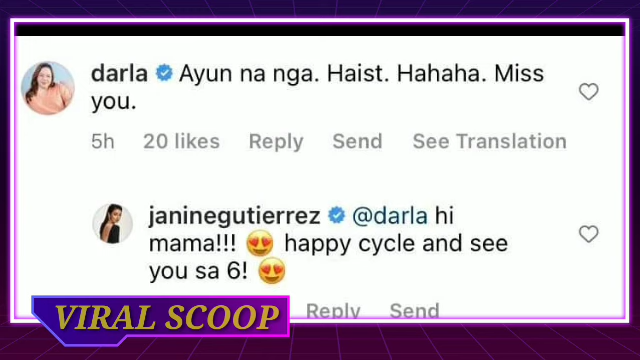 darla Ayun na nga. Haist. Hahaha. Miss
you.
5h 20 likes Reply Send See Translation
janinegutierrez @darla hi
mama!!! 😍 happy cycle and see
you sa 6! 😍
Reply Send
VIRAL SCOOP